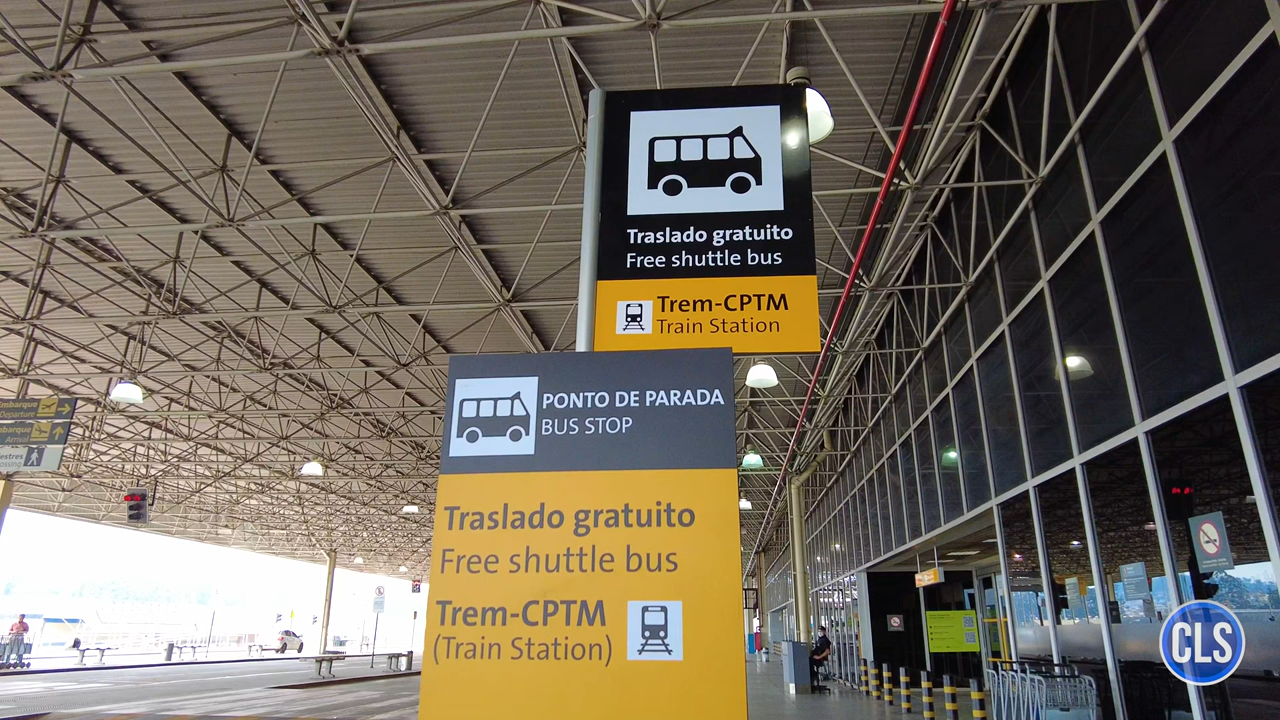 Traslado gratuito
Free shuttle bus
Trem-CPTM
Train Station
PONTO DE PARADA
BUS STOP
Traslado gratuito
Free shuttle bus
Trem-CPTM
(Train Station)
Embarque
Departure
Arrival
CLS